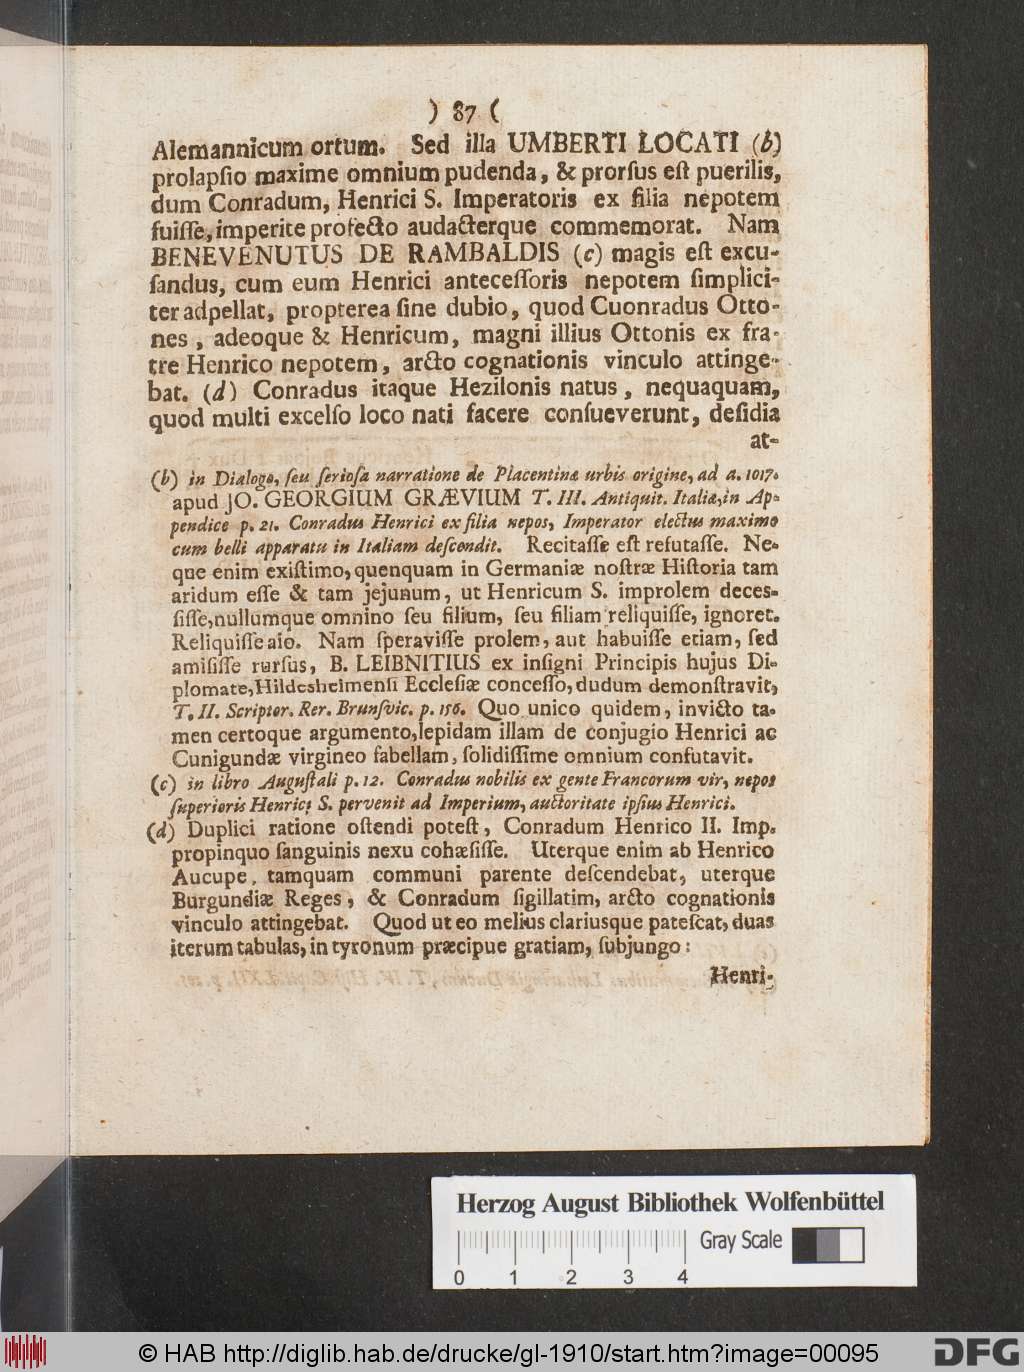 ) 87 (
Alemannicum ortum. Sed illa UMBERTI LOCATI (b)
prolapſio maxime omnium pudenda, & prorſus eſt puerilis,
dum Conradum, Henrici S. Imperatoris ex filia nepotem
fuiſſe, imperite profecto audacterque commemorat. Nam
BENEVENUTUS DE RAMBALDIS (c) magis eſt excu-
ſandus, cum eum Henrici anteceſſoris nepotem ſimplici-
ter adpellat, propterea ſine dubio, quod Cuonradus Otto-
nes, adeoque & Henricum, magni illius Ottonis ex fra-
tre Henrico nepotem, arcto cognationis vinculo attinge-
bat. (d) Conradus itaque Hezilonis natus, nequaquam,
quod multi excelſo loco nati facere conſueverunt, deſidia
at-
(b) in Dialogo, ſeu ſerioſa narratione de Placentinæ urbis origine, ad a. 1017.
apud JO. GEORGIUM GRÆVIUM T. III. Antiquit. Italiæ, in Ap-
pendice p. 21. Conradus Henrici ex filia nepos, Imperator electus maximo
cum belli apparatu in Italiam deſcendit. Recitaſſe eſt refutaſſe. Ne-
que enim exiſtimo, quenquam in Germaniæ noſtræ Hiſtoria tam
aridum eſſe & tam jejunum, ut Henricum S. improlem deces-
ſiſſe, nullumque omnino ſeu filium, ſeu filiam reliquiſſe, ignoret.
Reliquiſſe aio. Nam ſperaviſſe prolem, aut habuiſſe etiam, ſed
amiſiſſe rurſus, B. LEIBNITIUS ex inſigni Principis hujus Di-
plomate, Hildesheimenſi Eccleſiæ conceſſo, dudum demonſtravit,
T. II. Scriptor. Rer. Brunſvic. p. 156. Quo unico quidem, invicto ta-
men certoque argumento, lepidam illam de conjugio Henrici ac
Cunigundæ virgineo fabellam, ſolidiſſime omnium confutavit.
(c) in libro Auguſtali p. 12. Conradus nobilis ex gente Francorum vir, nepos
ſuperioris Henrici S. pervenit ad Imperium, auctoritate ipſius Henrici.
(d) Duplici ratione oſtendi poteſt, Conradum Henrico II. Imp.
propinquo ſanguinis nexu cohæſiſſe. Uterque enim ab Henrico
Aucupe, tamquam communi parente deſcendebat, uterque
Burgundiæ Reges, & Conradum ſigillatim, arcto cognationis
vinculo attingebat. Quod ut eo melius clariusque pateſcat, duas
iterum tabulas, in tyronum præcipue gratiam, ſubjungo:
Henri-
Herzog August Bibliothek Wolfenbüttel
Gray Scale
0 1 2 3 4
© HAB http://diglib.hab.de/drucke/gl-1910/start.htm?image=00095
DFG